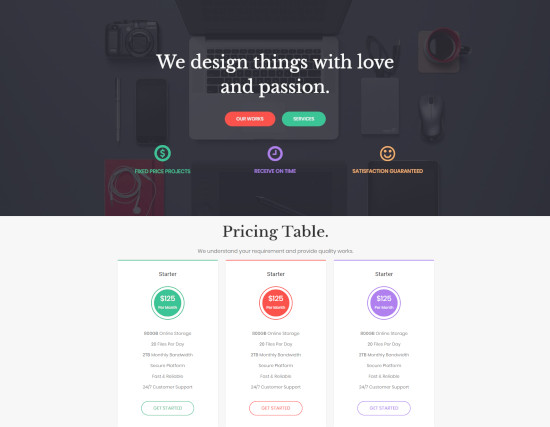 We design things with love
and passion.
OUR WORKS
SERVICES
FIXED PRICE PROJECTS
RECEIVE ON TIME
SATISFACTION GUARANTEED
Pricing Table.
We understand your requirement and provide quality works.
Starter
$125
Per Month
500GB Online Storage
20 Files Per Day
2TB Monthly Bandwidth
Secure Platform
Fast & Reliable
24/7 Customer Support
GET STARTED
Starter
$125
Per Month
500GB Online Storage
20 Files Per Day
2TB Monthly Bandwidth
Secure Platform
Fast & Reliable
24/7 Customer Support
GET STARTED
Starter
$125
Per Month
500GB Online Storage
20 Files Per Day
2TB Monthly Bandwidth
Secure Platform
Fast & Reliable
24/7 Customer Support
GET STARTED